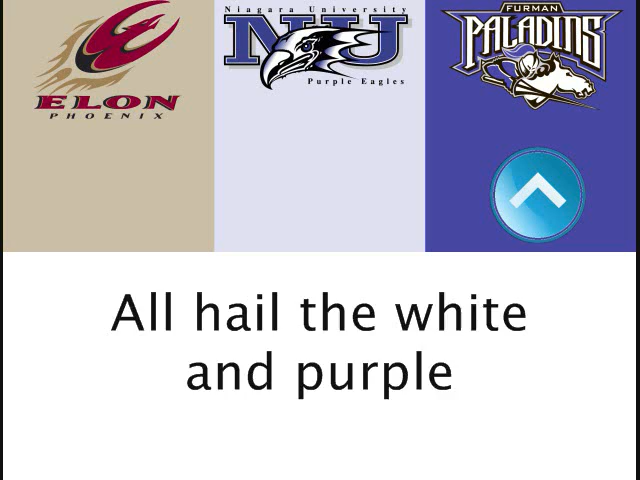 ELON
PHOENIX
Niagara University
NU
Purple Eagles
FURMAN
PALADINS
All hail the white
and purple